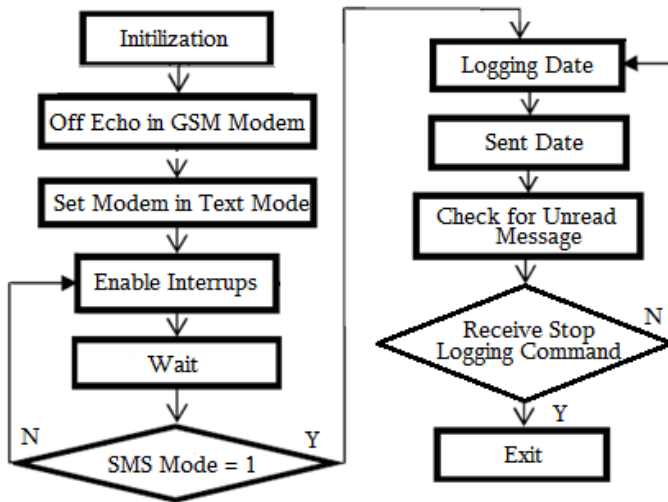 Initilization
Off Echo in GSM Modem
Set Modem in Text Mode
Enable Interrups
Wait
N
Y
SMS Mode = 1
Logging Date
Sent Date
Check for Unread
Message
N
Receive Stop
Logging Command
Y
Exit